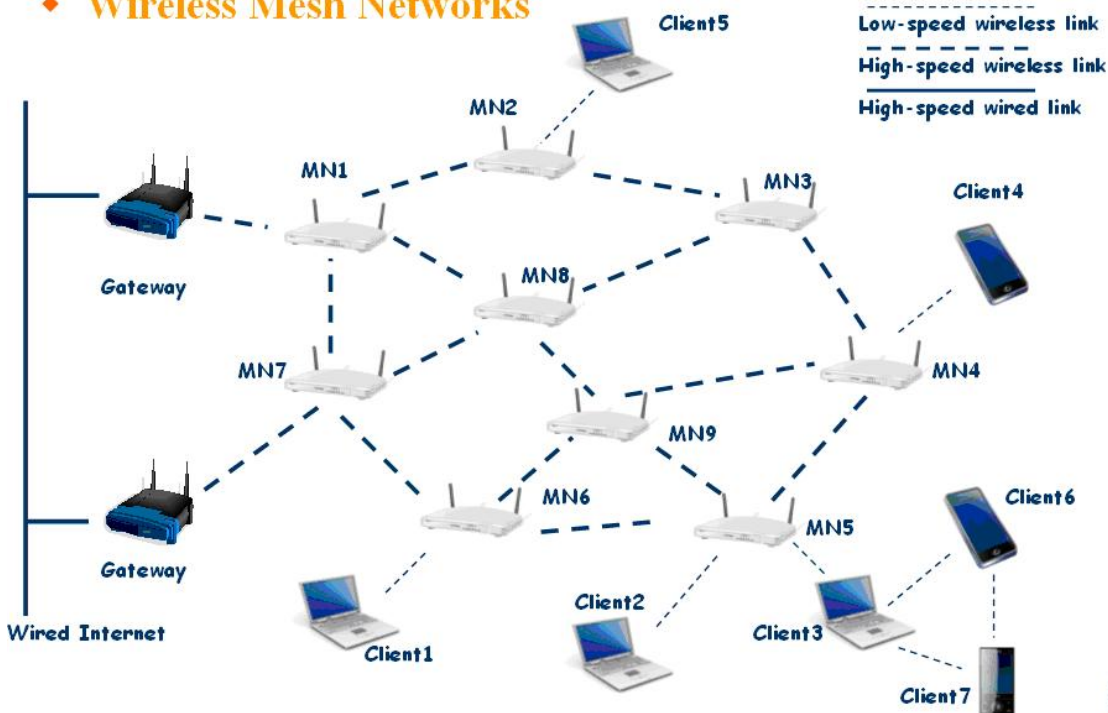 Wireless Mesh Networks
Client5
Low-speed wireless link
High-speed wireless link
High-speed wired link
MN2
MN1
MN3
Client4
Gateway
MN8
MN7
MN4
MN9
MN6
Client6
MN5
Gateway
Client2
Wired Internet
Client3
Client1
Client7